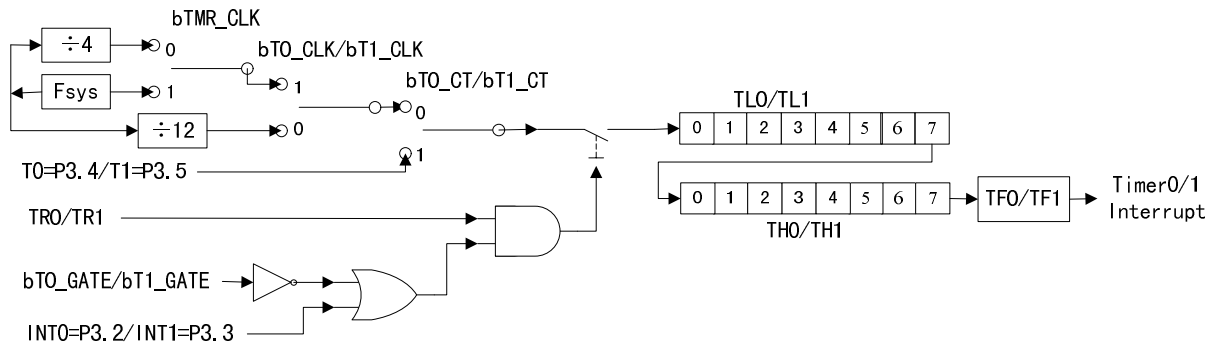 bTMR_CLK
÷4
0
bT0_CLK/bT1_CLK
Fsys
1
1
bT0_CT/bT1_CT
÷12
0
0
TL0/TL1
0 1 2 3 4 5 6 7
1
T0=P3.4/T1=P3.5
0 1 2 3 4 5 6 7
TF0/TF1
Timer0/1
Interrupt
TH0/TH1
TR0/TR1
bT0_GATE/bT1_GATE
INT0=P3.2/INT1=P3.3